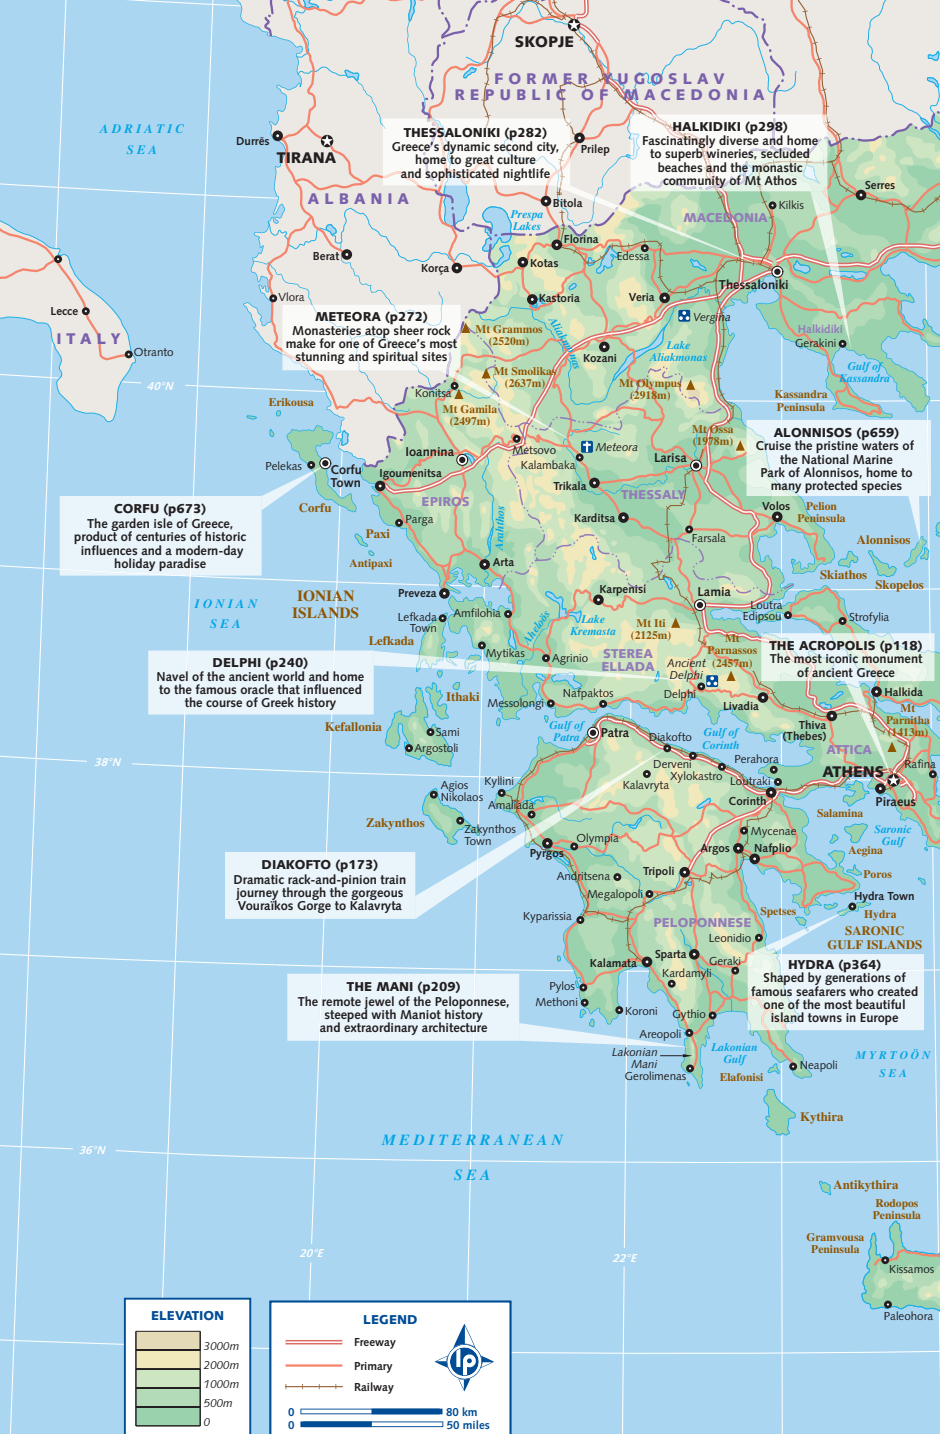 SKOPJE
FORMER YUGOSLAV
REPUBLIC OF MACEDONIA
ADRIATIC
SEA
Durrës
TIRANA
THESSALONIKI (p282)
Greece's dynamic second city,
home to great culture
and sophisticated nightlife
Prilep
HALKIDIKI (p298)
Fascinatingly diverse and home
to superb wineries, secluded
beaches and the monastic
community of Mt Athos
Serres
ALBANIA
Bitola
Kilkis
MACEDONIA
Prespa
Lakes
Florina
Edessa
Berat
Korça
Kotas
Thessaloniki
Lecce
Vlora
Kastoria
Veria
Vergina
METEORA (p272)
Monasteries atop sheer rock
make for one of Greece's most
stunning and spiritual sites
Mt Grammos
(2520m)
Aliakmonas
Kozani
Lake
Aliakmonas
Halkidiki
Gerakini
Gulf of
Kassandra
ITALY
Otranto
Mt Smolikas
(2637m)
Mt Olympus
(2918m)
40°N
Konitsa
Kassandra
Peninsula
Erikousa
Mt Gamila
(2497m)
Mt Ossa
(1978m)
ALONNISOS (p659)
Cruise the pristine waters of
the National Marine
Park of Alonnisos, home to
many protected species
Metsovo
Meteora
Kalambaka
Ioannina
Larisa
Pelekas
Corfu
Town
Igoumenitsa
Trikala
THESSALY
EPIROS
Corfu
CORFU (p673)
The garden isle of Greece,
product of centuries of historic
influences and a modern-day
holiday paradise
Parga
Arahthos
Karditsa
Volos
Pelion
Peninsula
Paxi
Farsala
Alonnisos
Antipaxi
Arta
Skiathos
Skopelos
IONIAN
ISLANDS
Preveza
Karpenisi
Lamia
IONIAN
SEA
Lefkada
Town
Amfilohia
Aheloös
Lake
Kremasta
Mt Iti
(2125m)
Loutra
Edipsou
Strofylia
Lefkada
Mytikas
Agrinio
STEREA
ELLADA
Mt
Parnassos
(2457m)
THE ACROPOLIS (p118)
The most iconic monument
of ancient Greece
DELPHI (p240)
Navel of the ancient world and home
to the famous oracle that influenced
the course of Greek history
Ancient
Delphi
Delphi
Ithaki
Messolongi
Nafpaktos
Livadia
Halkida
Mt
Parnitha
(1413m)
Kefallonia
Sami
Argostoli
Gulf of
Patra
Patra
Diakofto
Gulf of
Corinth
Thiva
(Thebes)
ATTICA
38°N
Derveni
Xylokastro
Perahora
Loutraki
ATHENS
Rafina
Kalavryta
Corinth
Piraeus
Agios
Nikolaos
Kyllini
Amaliada
Salamina
Zakynthos
Zakynthos
Town
Olympia
Mycenae
Saronic
Gulf
Pyrgos
Argos
Nafplio
Aegina
DIAKOFTO (p173)
Dramatic rack-and-pinion train
journey through the gorgeous
Vouraïkos Gorge to Kalavryta
Andritsena
Tripoli
Poros
Megalopoli
Hydra Town
Kyparissia
PELOPONNESE
Spetses
Hydra
Leonidio
SARONIC
GULF ISLANDS
Kalamata
Sparta
Geraki
Kardamyli
HYDRA (p364)
Shaped by generations of
famous seafarers who created
one of the most beautiful
island towns in Europe
THE MANI (p209)
The remote jewel of the Peloponnese,
steeped with Maniot history
and extraordinary architecture
Pylos
Methoni
Koroni
Gythio
Areopoli
Lakonian
Mani
Gerolimenas
Lakonian
Gulf
Elafonisi
Neapoli
MYRTOÖN
SEA
Kythira
MEDITERRANEAN
SEA
36°N
Antikythira
Rodopos
Peninsula
Gramvousa
Peninsula
20°E
22°E
Kissamos
Paleohora
ELEVATION
3000m
2000m
1000m
500m
0
LEGEND
Freeway
Primary
Railway
lp
0 80 km
0 50 miles